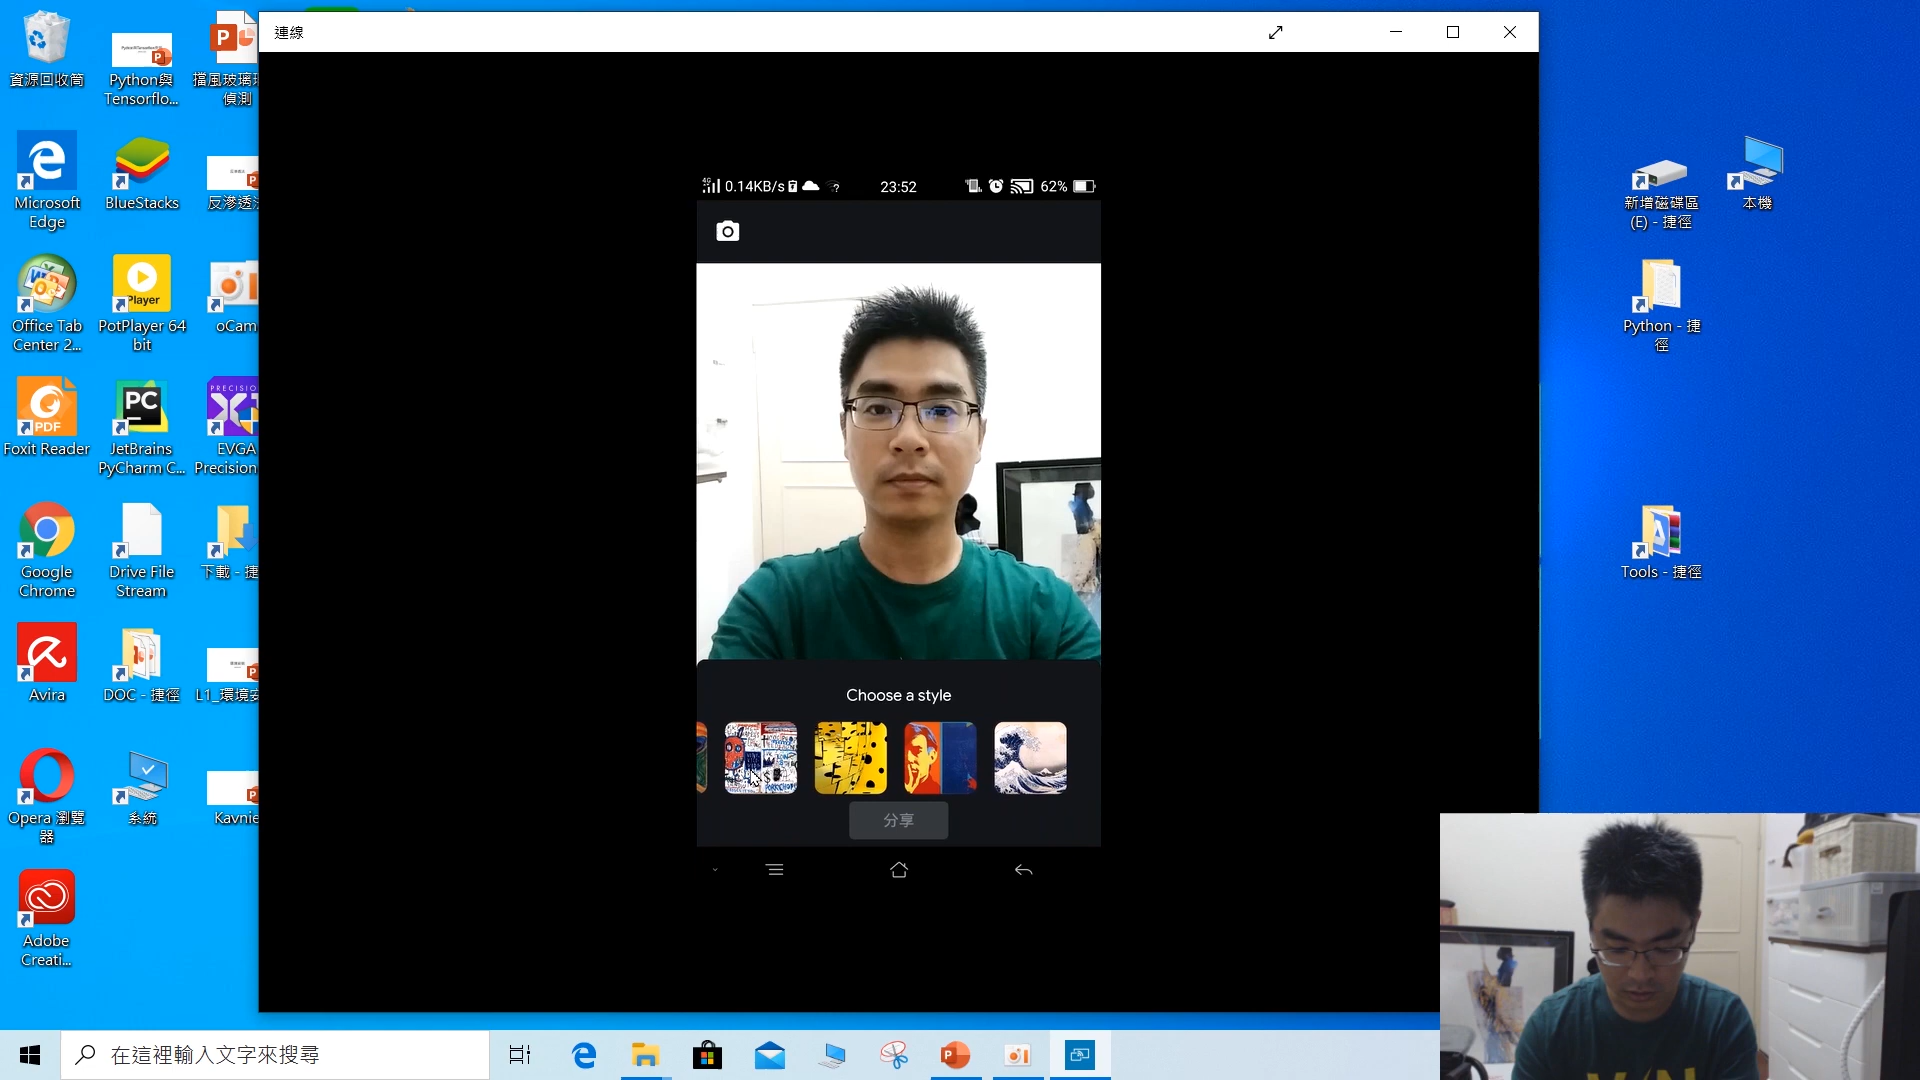 資源回收筒
Python與
Tensorflo...
擋風玻璃
偵測
Microsoft
Edge
BlueStacks
反滲透
Office Tab
Center 2...
PotPlayer 64
bit
oCam
Foxit Reader
JetBrains
PyCharm C...
EVGA
Precision
Google
Chrome
Drive File
Stream
下載 - 捷
Avira
DOC - 捷徑
L1_環境安
Opera 瀏覽
器
系統
Kavnie
Adobe
Creati...
連線
4G
0.14KB/s
23:52
62%
Choose a style
分享
新增磁碟區
(E) - 捷徑
本機
Python - 捷
徑
Tools - 捷徑
在這裡輸入文字來搜尋